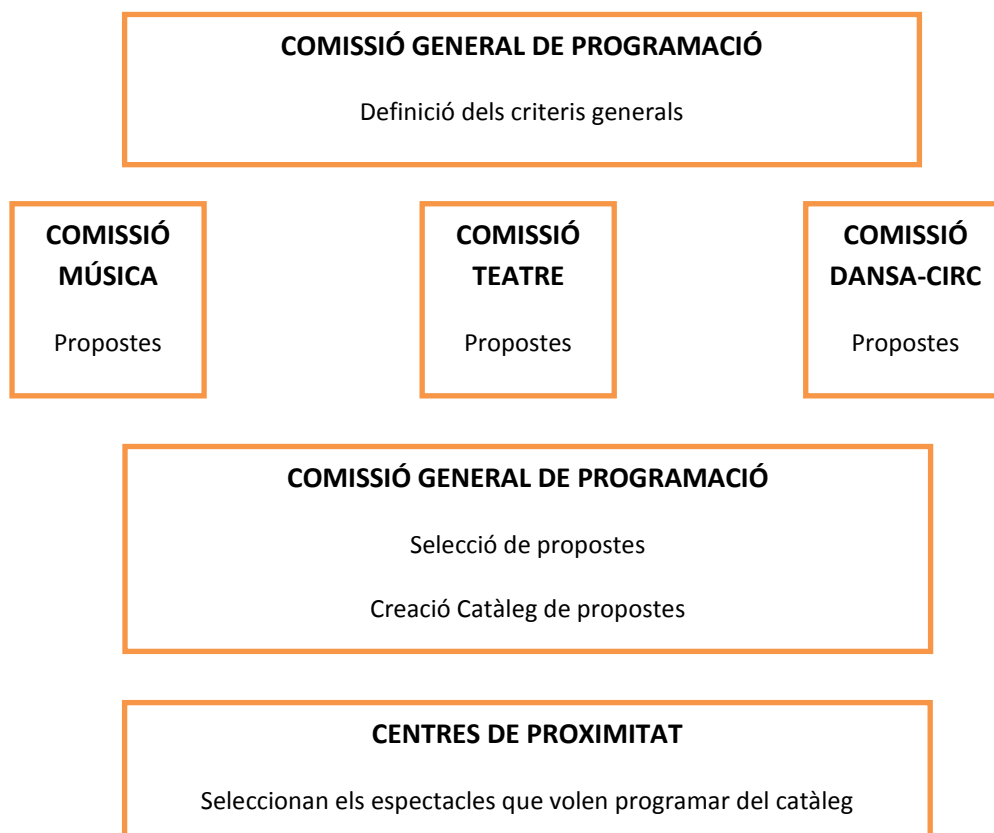 COMISSIÓ GENERAL DE PROGRAMACIÓ
Definició dels criteris generals
COMISSIÓ
MÚSICA
Propostes
COMISSIÓ
TEATRE
Propostes
COMISSIÓ
DANSA-CIRC
Propostes
COMISSIÓ GENERAL DE PROGRAMACIÓ
Selecció de propostes
Creació Catàleg de propostes
CENTRES DE PROXIMITAT
Seleccionan els espectacles que volen programar del catàleg